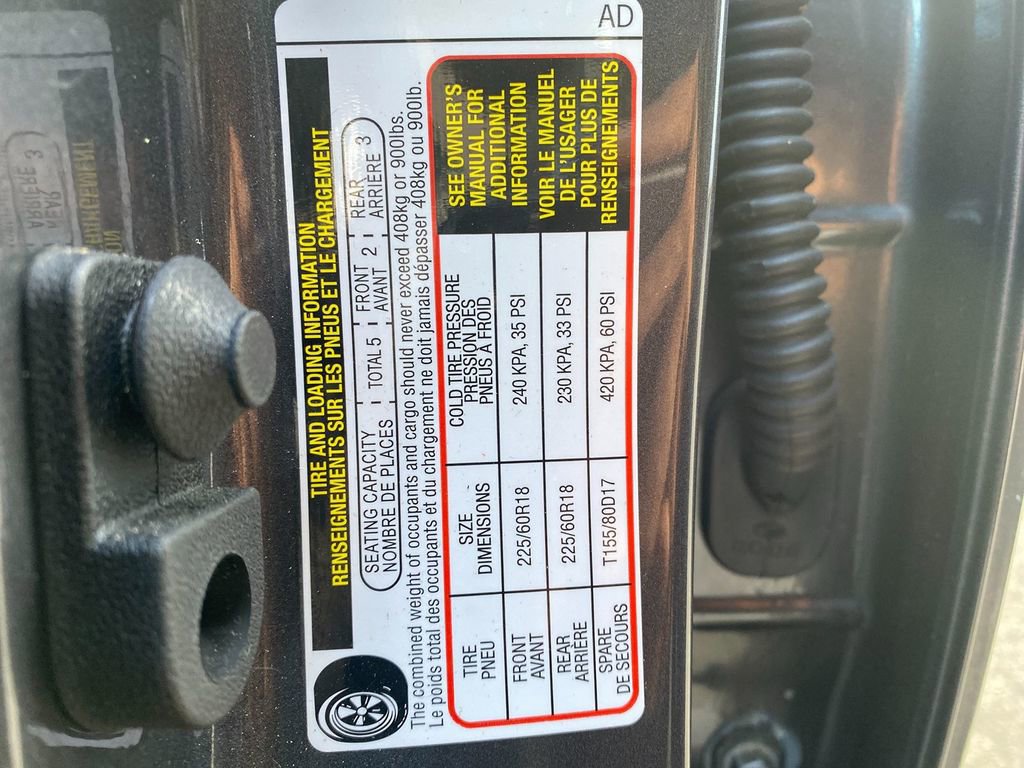 AD
TIRE AND LOADING INFORMATION
RENSEIGNEMENTS SUR LES PNEUS ET LE CHARGEMENT
SEATING CAPACITY TOTAL 5 FRONT 2 REAR 3
NOMBRE DE PLACES AVANT ARRIÈRE
The combined weight of occupants and cargo should never exceed 408kg or 900lbs.
Le poids total des occupants et du chargement ne doit jamais dépasser 408kg ou 900lb.
TIRE SIZE COLD TIRE PRESSURE
PNEU DIMENSIONS PRESSION DES
PNEUS À FROID
FRONT 225/60R18 240 KPA, 35 PSI
AVANT
REAR 225/60R18 230 KPA, 33 PSI
ARRIÈRE
SPARE T155/80D17 420 KPA, 60 PSI
DE SECOURS
SEE OWNER'S
MANUAL FOR
ADDITIONAL
INFORMATION
VOIR LE MANUEL
DE L'USAGER
POUR PLUS DE
RENSEIGNEMENTS